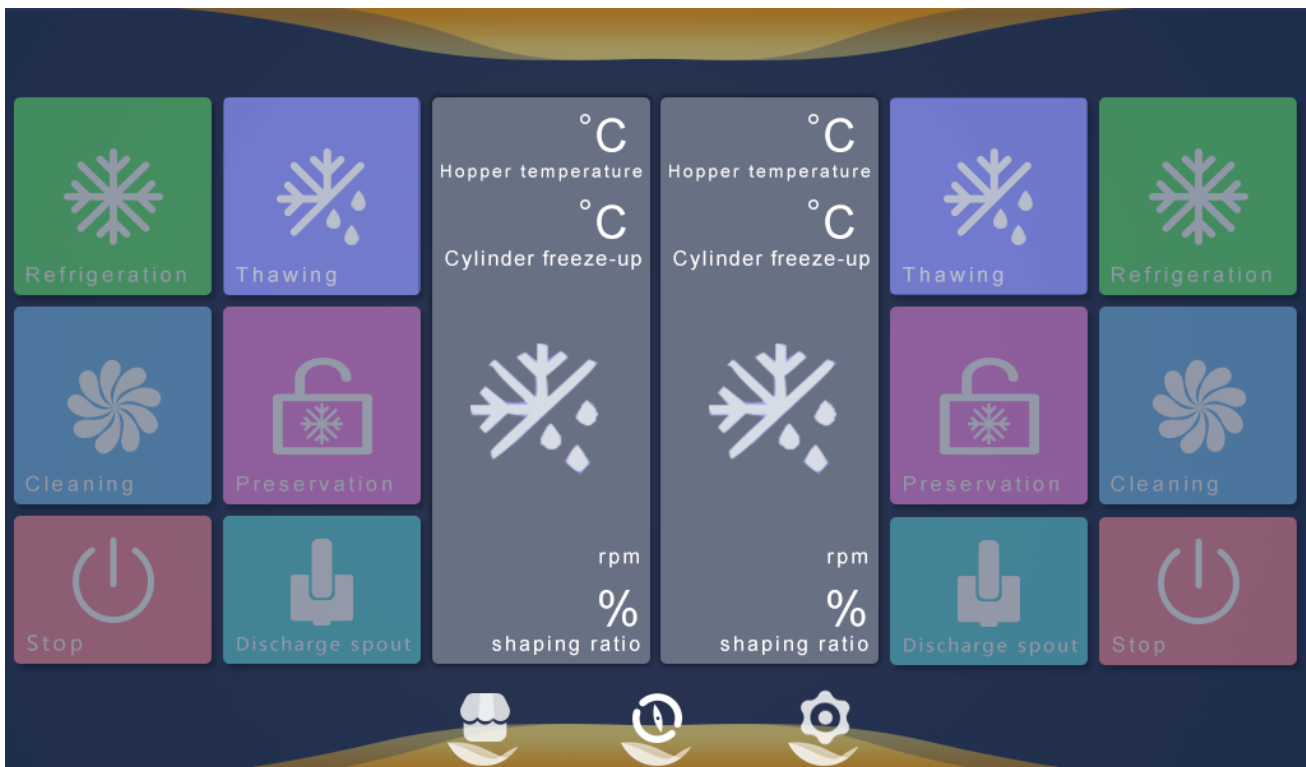 °C
°C
Hopper temperature
Hopper temperature
°C
°C
Refrigeration
Thawing
Cylinder freeze-up
Cylinder freeze-up
Thawing
Refrigeration
Cleaning
Preservation
Preservation
Cleaning
rpm
rpm
%
%
Stop
Discharge spout
shaping ratio
shaping ratio
Discharge spout
Stop